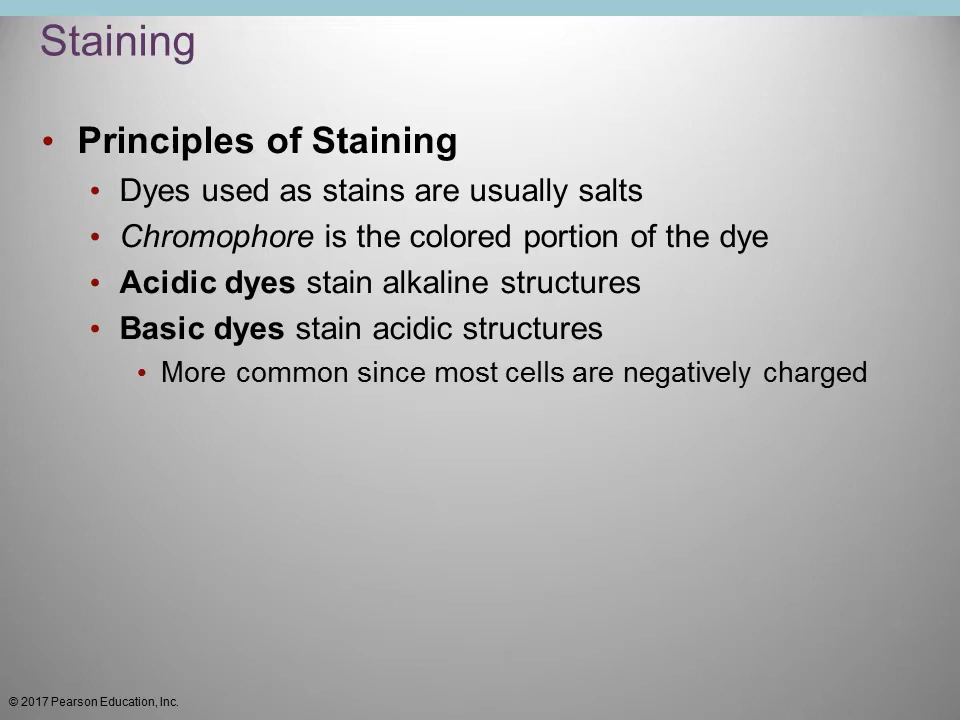 Staining
• Principles of Staining
• Dyes used as stains are usually salts
• Chromophore is the colored portion of the dye
• Acidic dyes stain alkaline structures
• Basic dyes stain acidic structures
• More common since most cells are negatively charged
© 2017 Pearson Education, Inc.